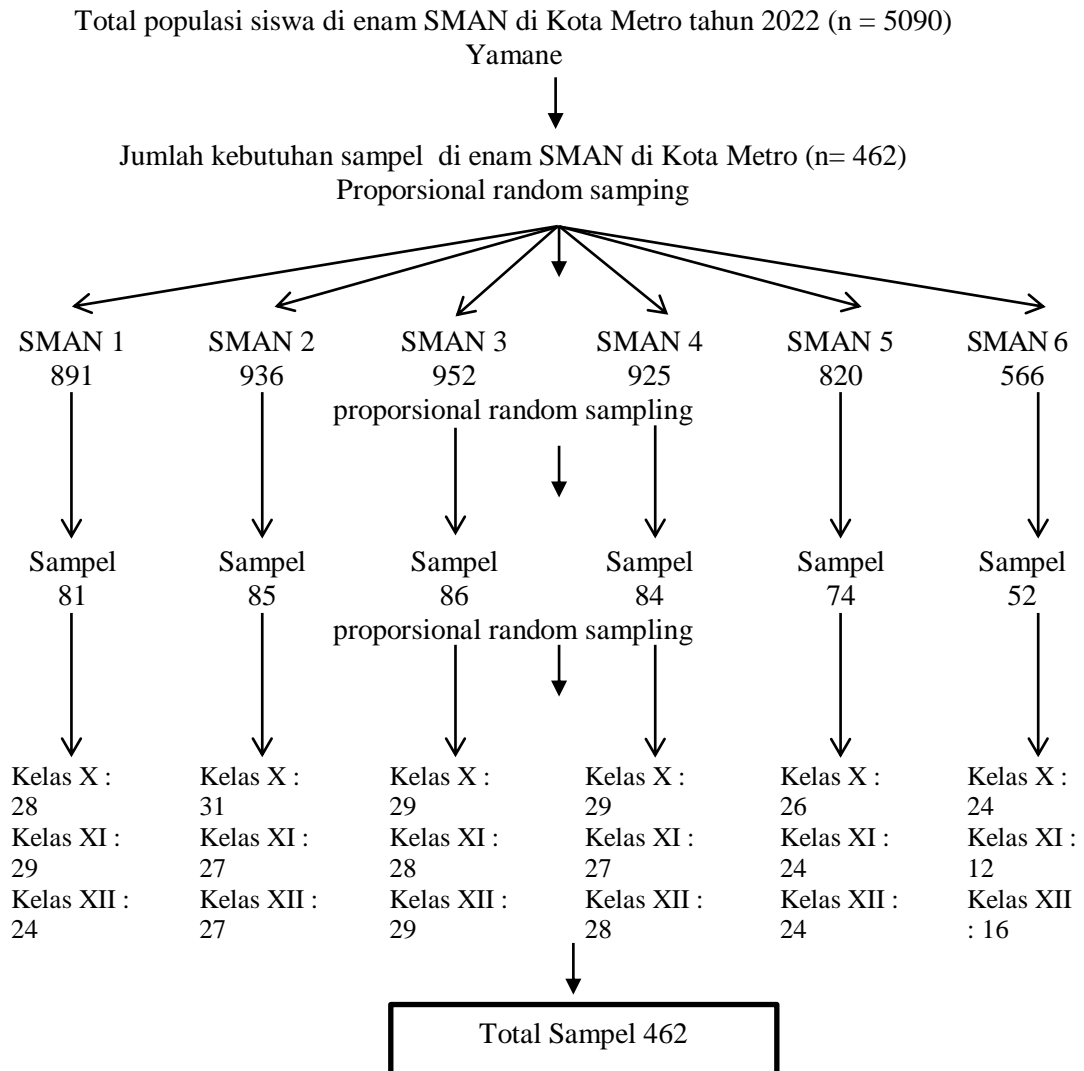 Total populasi siswa di enam SMAN di Kota Metro tahun 2022 (n = 5090)
Yamane
Jumlah kebutuhan sampel di enam SMAN di Kota Metro (n= 462)
Proporsional random samping
SMAN 1 SMAN 2 SMAN 3 SMAN 4 SMAN 5 SMAN 6
891 936 952 925 820 566
proporsional random sampling
Sampel Sampel Sampel Sampel Sampel Sampel
81 85 86 84 74 52
proporsional random sampling
Kelas X : Kelas X : Kelas X : Kelas X : Kelas X : Kelas X :
28 31 29 29 26 24
Kelas XI : Kelas XI : Kelas XI : Kelas XI : Kelas XI : Kelas XI :
29 27 28 27 24 12
Kelas XII : Kelas XII : Kelas XII : Kelas XII : Kelas XII : Kelas XII
24 27 29 28 24 : 16
Total Sampel 462